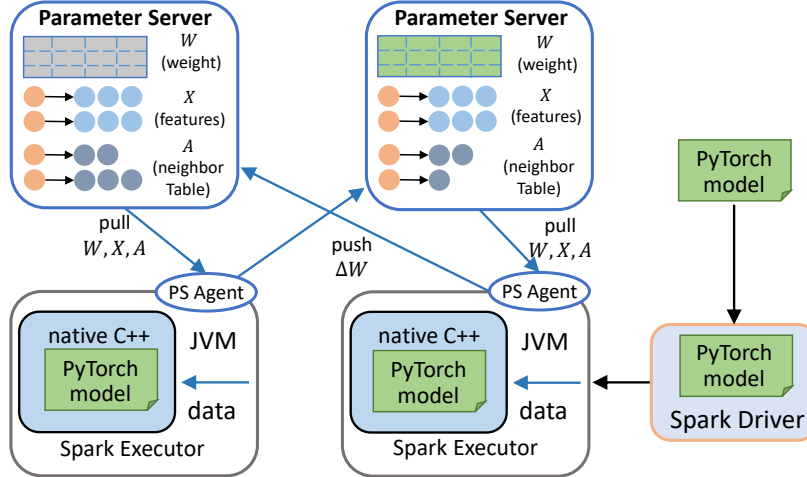 Parameter Server
W
(weight)
X
(features)
A
(neighbor
Table)
Parameter Server
W
(weight)
X
(features)
A
(neighbor
Table)
PyTorch
model
pull
W, X, A
push
ΔW
pull
W, X, A
PS Agent
native C++
JVM
PyTorch
model
data
Spark Executor
PS Agent
native C++
JVM
PyTorch
model
data
Spark Executor
PyTorch
model
Spark Driver